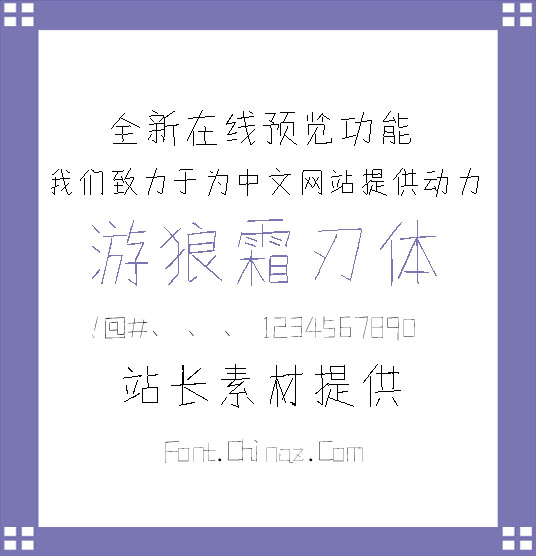 全新在线预览功能
我们致力于为中文网站提供动力
游狼霜刃体
!@#、、、 1234567890
站长素材提供
Font.Chinaz.Com